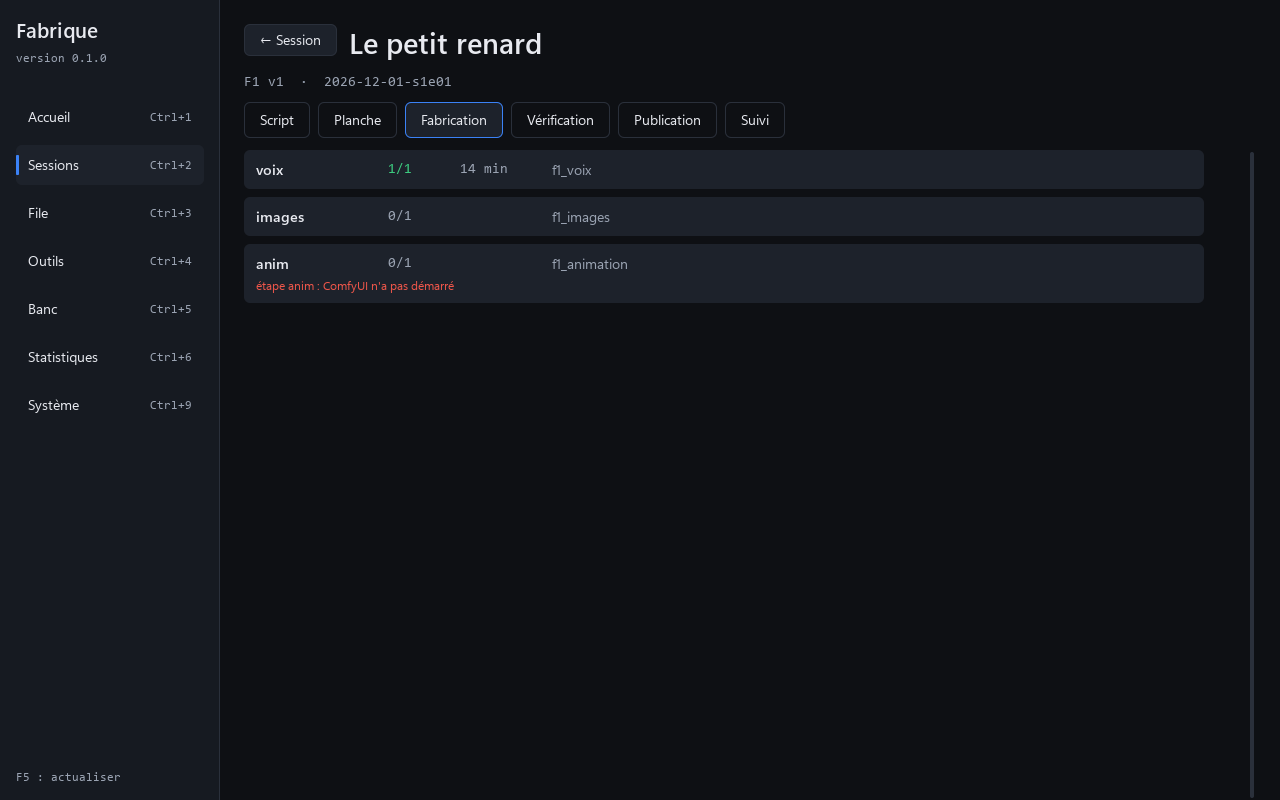 Fabrique
version 0.1.0
Accueil Ctrl+1
Sessions Ctrl+2
File Ctrl+3
Outils Ctrl+4
Banc Ctrl+5
Statistiques Ctrl+6
Système Ctrl+9
F5 : actualiser
← Session Le petit renard
F1 v1 · 2026-12-01-s1e01
Script Planche Fabrication Vérification Publication Suivi
voix 1/1 14 min f1_voix
images 0/1 f1_images
anim 0/1 f1_animation
étape anim : ComfyUI n'a pas démarré